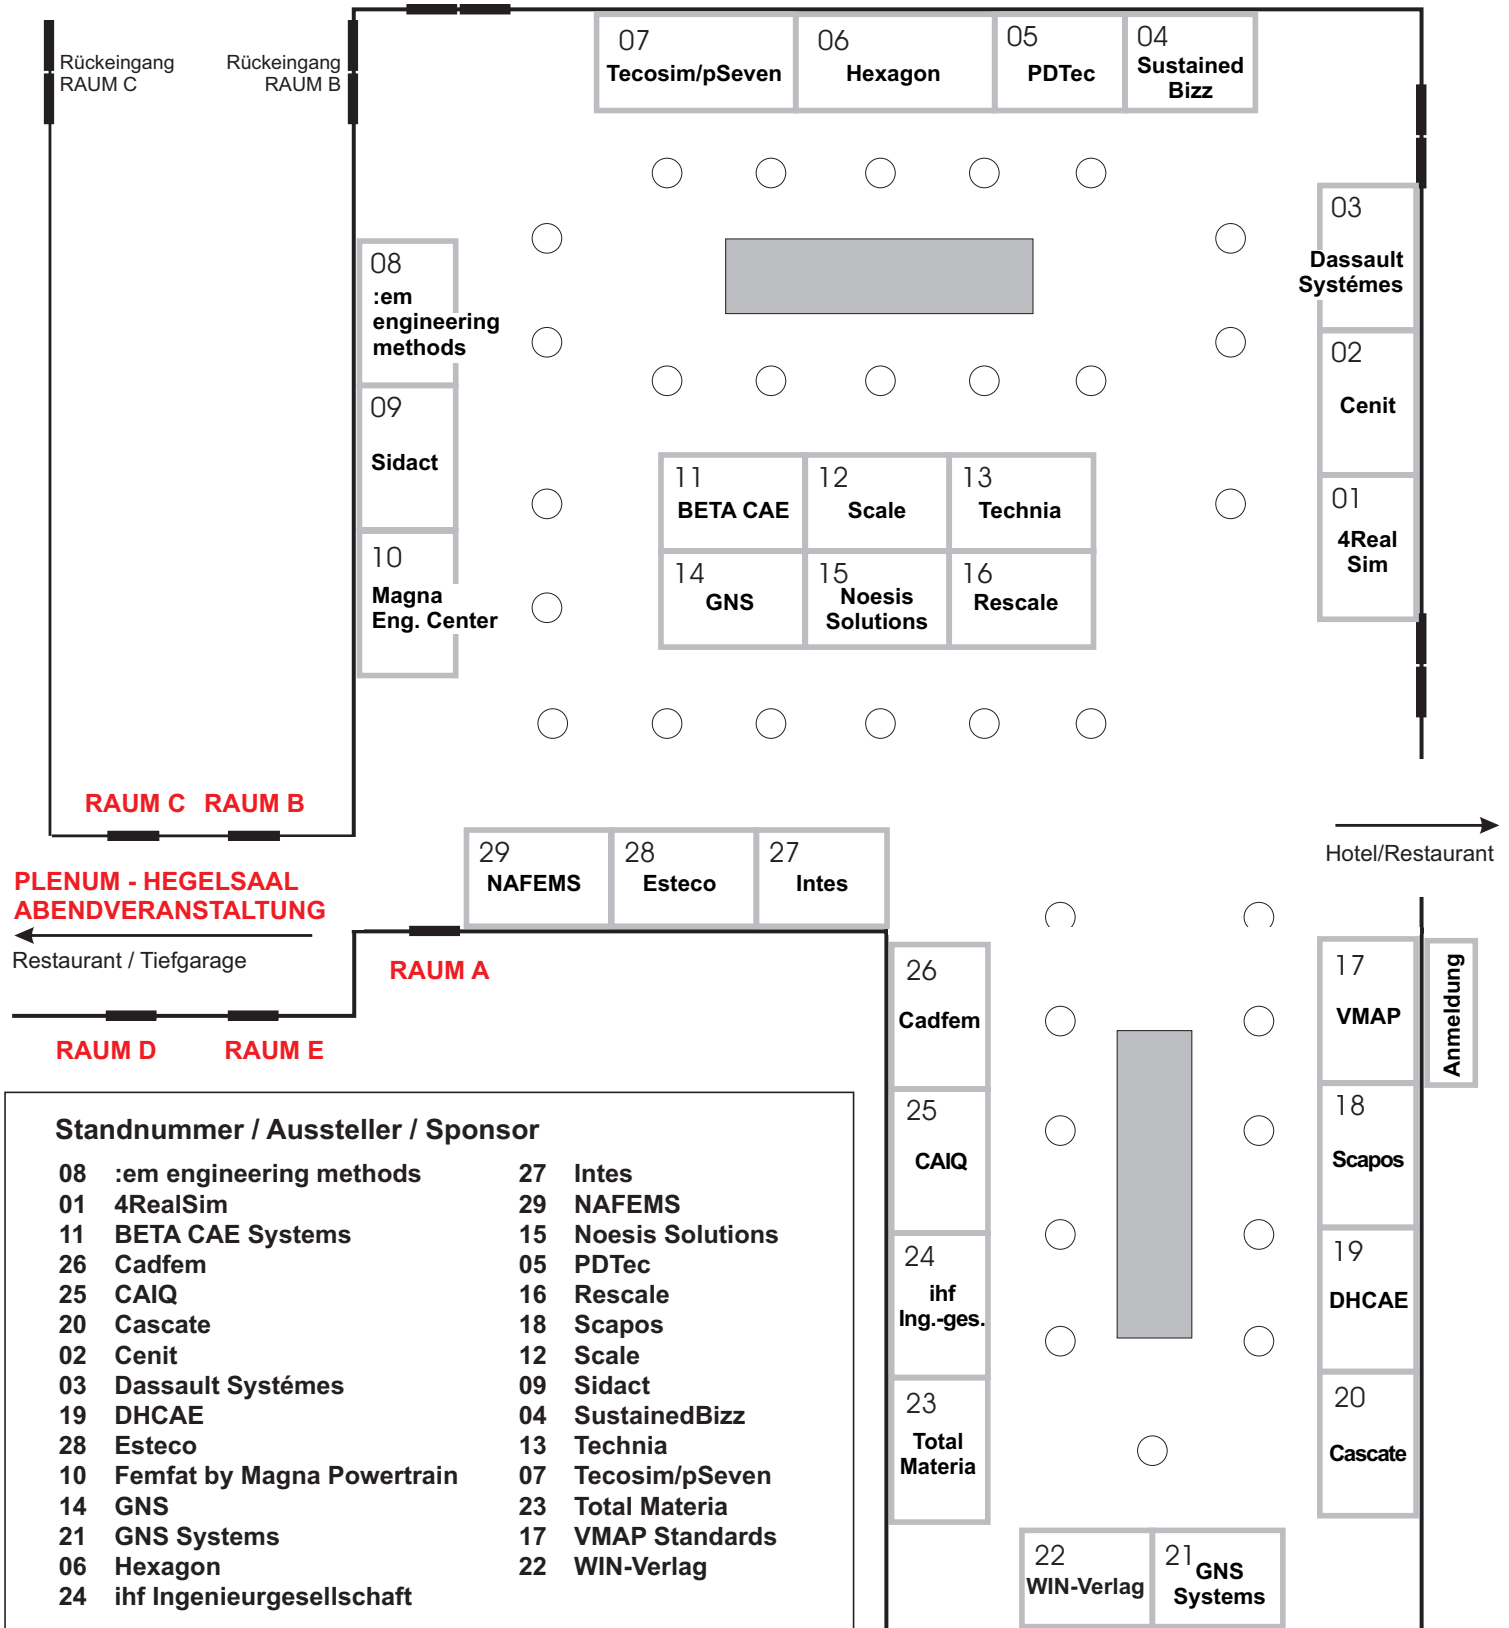 Rückeingang
RAUM C
Rückeingang
RAUM B
07
Tecosim/pSeven
06
Hexagon
05
PDTec
04
Sustained
Bizz
03
Dassault
Systémes
02
Cenit
01
4Real
Sim
08
:em
engineering
methods
09
Sidact
10
Magna
Eng. Center
11
BETA CAE
12
Scale
13
Technia
14
GNS
15
Noesis
Solutions
16
Rescale
RAUM C RAUM B
PLENUM - HEGELSAAL
ABENDVERANSTALTUNG
Restaurant / Tiefgarage
RAUM A
RAUM D
RAUM E
29
NAFEMS
28
Esteco
27
Intes
Hotel/Restaurant
26
Cadfem
25
CAIQ
24
ihf
Ing.-ges.
23
Total
Materia
17
VMAP
Anmeldung
18
Scapos
19
DHCAE
20
Cascate
22
WIN-Verlag
21
GNS
Systems
Standnummer / Aussteller / Sponsor
08 :em engineering methods
01 4RealSim
11 BETA CAE Systems
26 Cadfem
25 CAIQ
20 Cascate
02 Cenit
03 Dassault Systémes
19 DHCAE
28 Esteco
10 Femfat by Magna Powertrain
14 GNS
21 GNS Systems
06 Hexagon
24 ihf Ingenieurgesellschaft
27 Intes
29 NAFEMS
15 Noesis Solutions
05 PDTec
16 Rescale
18 Scapos
12 Scale
09 Sidact
04 SustainedBizz
13 Technia
07 Tecosim/pSeven
23 Total Materia
17 VMAP Standards
22 WIN-Verlag